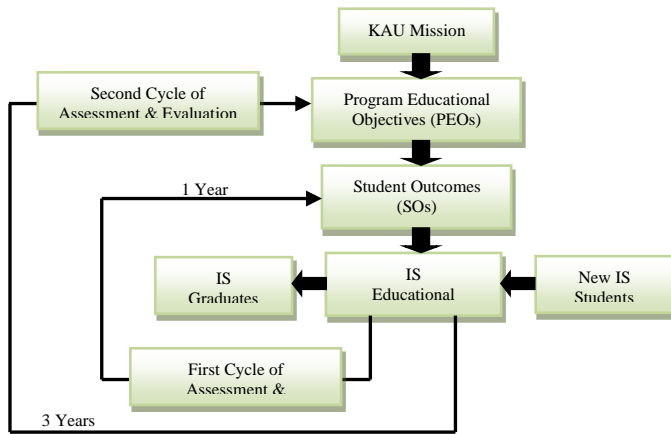 KAU Mission
Second Cycle of
Assessment & Evaluation
Program Educational
Objectives (PEOs)
1 Year
Student Outcomes
(SOs)
IS
Graduates
IS
Educational
New IS
Students
First Cycle of
Assessment &
3 Years